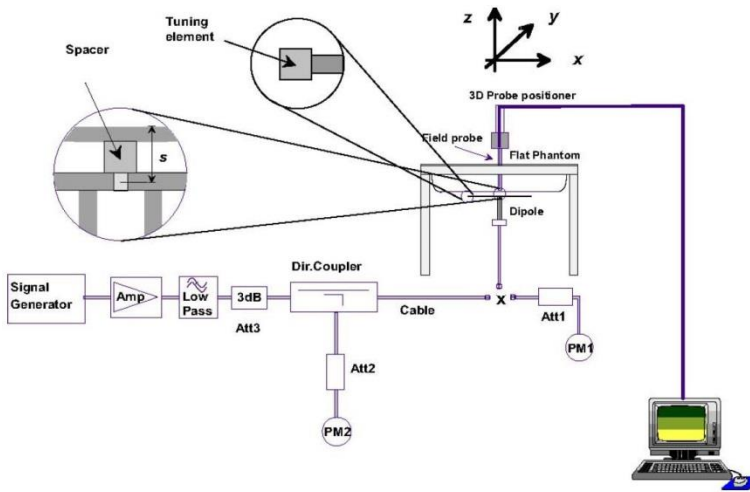 Tuning
element
Spacer
s
z
y
x
3D Probe positioner
Field probe
Flat Phantom
Dipole
Dir.Coupler
Signal
Generator
Amp
Low
Pass
3dB
Att3
Cable
x
Att1
PM1
Att2
PM2